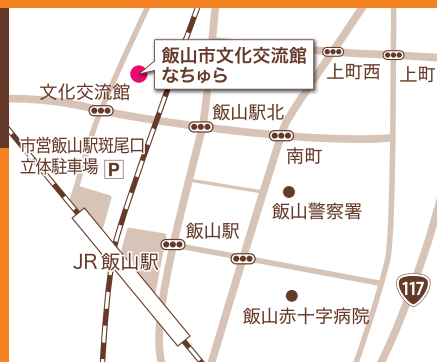 飯山市文化交流館
なちゅら
上町西
上町
文化交流館
飯山駅北
市営飯山駅斑尾口
立体駐車場 P
南町
飯山警察署
飯山駅
JR飯山駅
117
飯山赤十字病院